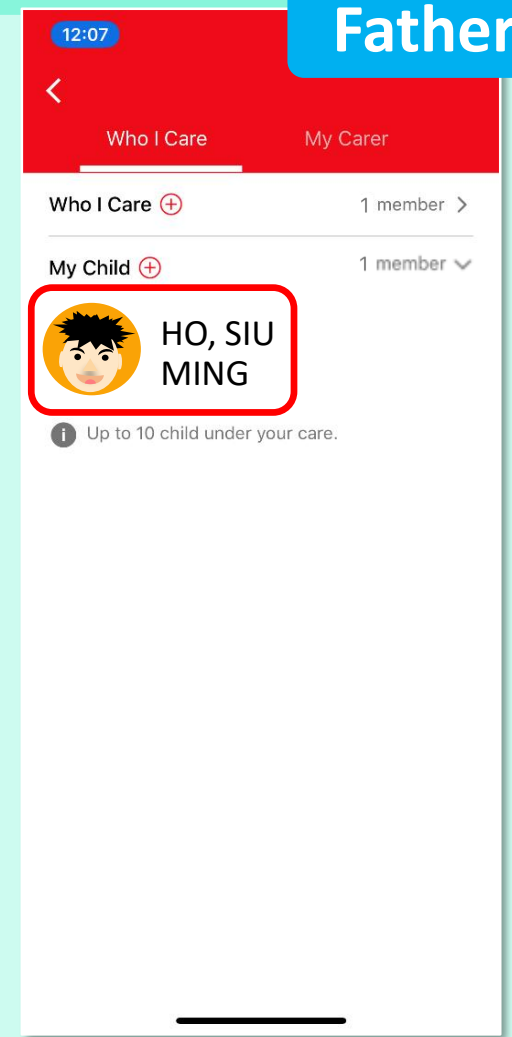 Father
12:07
Who I Care My Carer
Who I Care 1 member
My Child 1 member
HO, SIU
MING
Up to 10 child under your care.